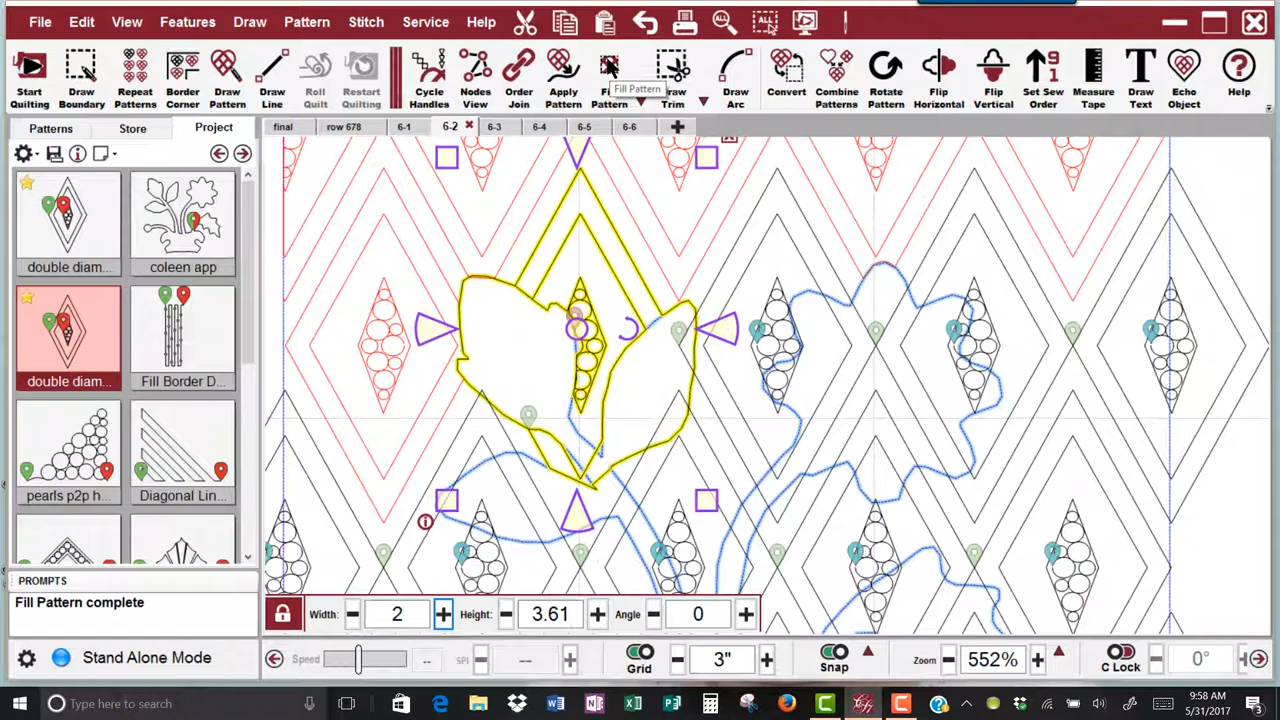 File Edit View Features Draw Pattern Stitch Service Help
ALL
Start Quilting
Draw Boundary
Repeat Patterns
Border Corner
Draw Pattern
Draw Line
Roll Quilt
Restart Quilting
Cycle Handles
Nodes View
Order Join
Apply Pattern
Pattern
Fill Pattern
Trim
Draw Arc
Convert
Combine Patterns
Rotate Pattern
Flip Horizontal
Flip Vertical
Set Sew Order
Measure Tape
Draw Text
Echo Object
Help
Patterns Store Project
final row 678 6-1 6-2 6-3 6-4 6-5 6-6
double diam...
coleen app
double diam...
Fill Border D...
pearls p2p h...
Diagonal Lin...
PROMPTS
Fill Pattern complete
Width: 2 Height: 3.61 Angle 0
Stand Alone Mode
Speed -- SPI -- Grid 3" Snap Zoom 552% C Lock 0°
Type here to search
9:58 AM
5/31/2017